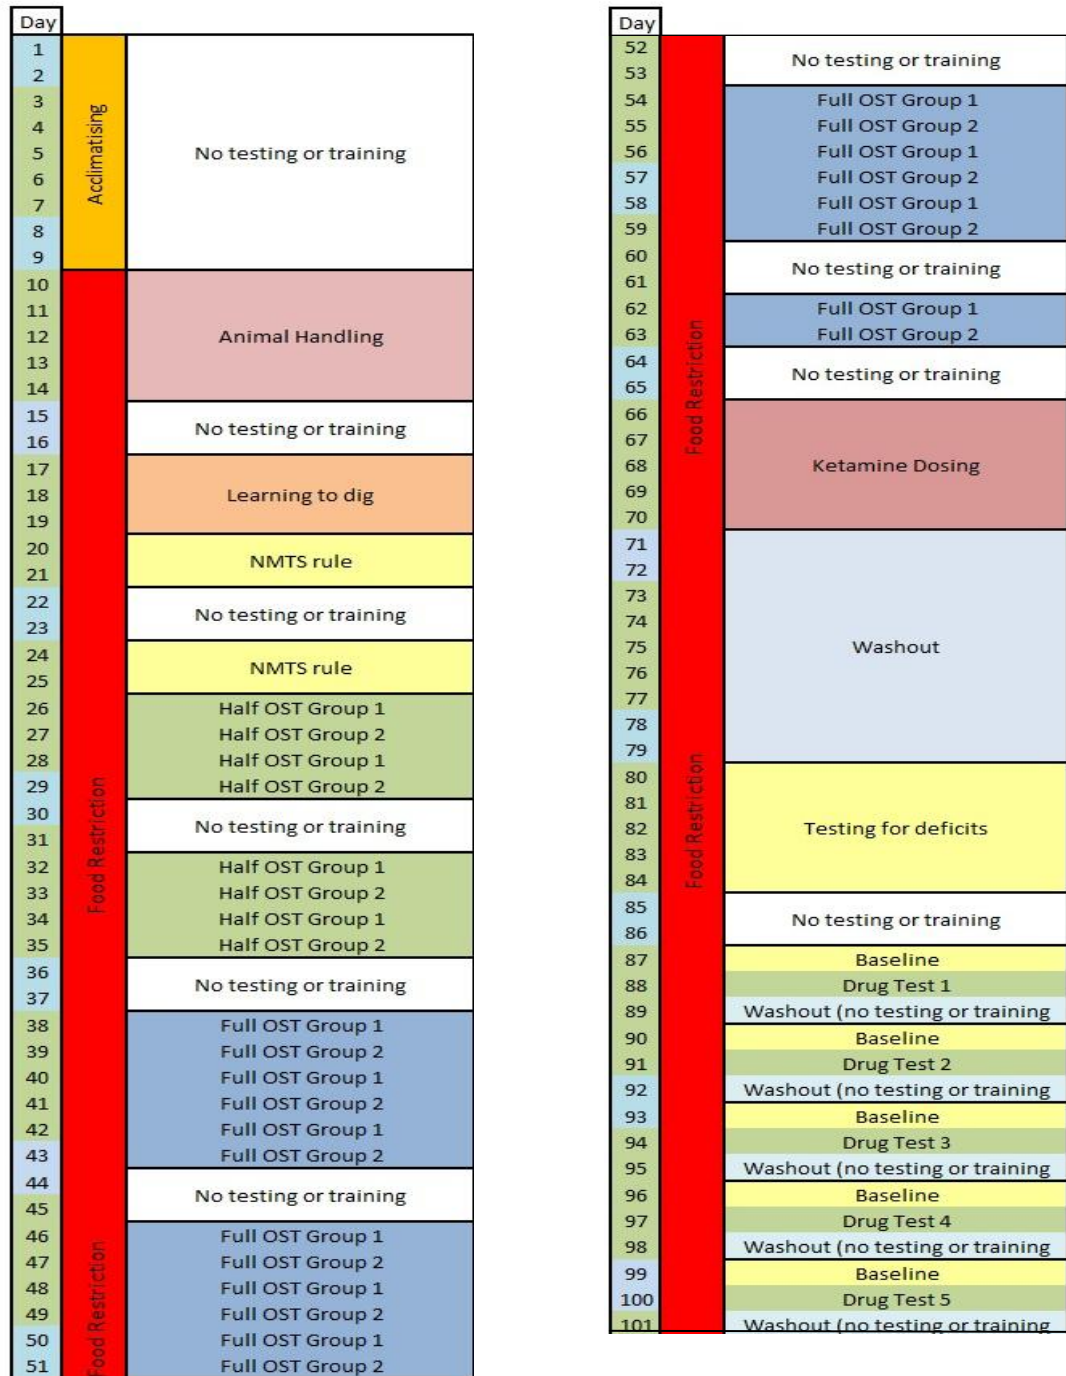 Day
1
2
3
4
5
6
7
8
9
Acclimatising
No testing or training
10
11
12
13
14
Animal Handling
15
16
No testing or training
17
18
19
Learning to dig
20
21
NMTS rule
22
23
No testing or training
24
25
NMTS rule
26 Half OST Group 1
27 Half OST Group 2
28 Half OST Group 1
29 Half OST Group 2
30
31
No testing or training
Food Restriction
32 Half OST Group 1
33 Half OST Group 2
34 Half OST Group 1
35 Half OST Group 2
36
37
No testing or training
38 Full OST Group 1
39 Full OST Group 2
40 Full OST Group 1
41 Full OST Group 2
42 Full OST Group 1
43 Full OST Group 2
44
45
No testing or training
46 Full OST Group 1
47 Full OST Group 2
48 Full OST Group 1
49 Full OST Group 2
50 Full OST Group 1
51 Full OST Group 2
Food Restriction
Day
52
53
No testing or training
54 Full OST Group 1
55 Full OST Group 2
56 Full OST Group 1
57 Full OST Group 2
58 Full OST Group 1
59 Full OST Group 2
60
61
No testing or training
62 Full OST Group 1
63 Full OST Group 2
64
65
No testing or training
Food Restriction
66
67
68
69
70
Ketamine Dosing
71
72
73
74
75
76
77
78
79
Washout
80
81
82
83
84
Testing for deficits
Food Restriction
85
86
No testing or training
87 Baseline
88 Drug Test 1
89 Washout (no testing or training
90 Baseline
91 Drug Test 2
92 Washout (no testing or training
93 Baseline
94 Drug Test 3
95 Washout (no testing or training
96 Baseline
97 Drug Test 4
98 Washout (no testing or training
99 Baseline
100 Drug Test 5
101 Washout (no testing or training